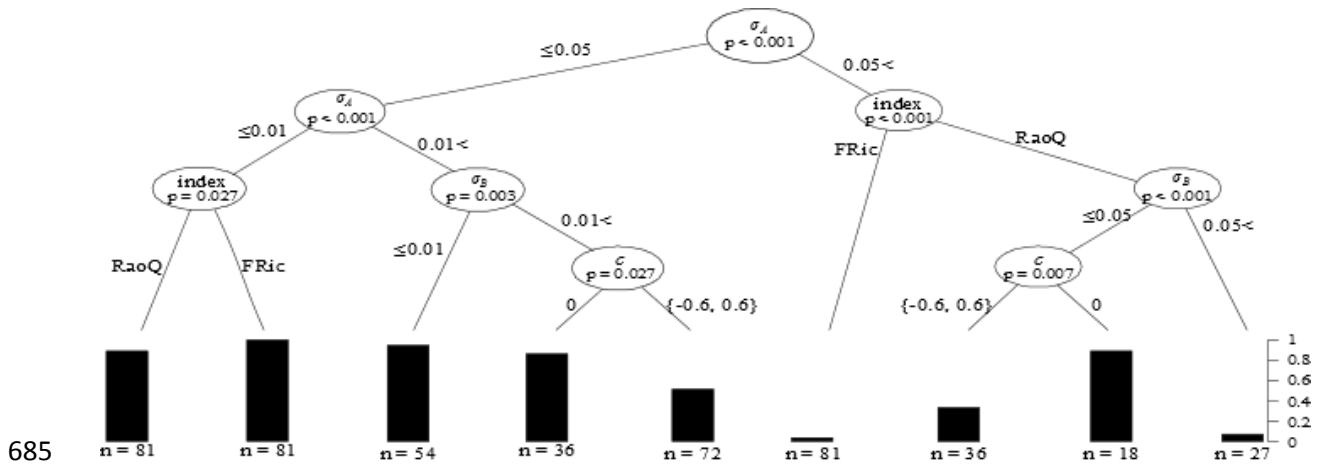 σA
p < 0.001
≤0.05
0.05<
σA
p < 0.001
index
p < 0.001
≤0.01
0.01<
FRic
RaoQ
index
p = 0.027
σB
p = 0.003
σB
p < 0.001
RaoQ
FRic
≤0.01
0.01<
≤0.05
0.05<
C
p = 0.027
C
p = 0.007
0
{-0.6, 0.6}
{-0.6, 0.6}
0
1
0.8
0.6
0.4
0.2
0
685
n = 81
n = 81
n = 54
n = 36
n = 72
n = 81
n = 36
n = 18
n = 27